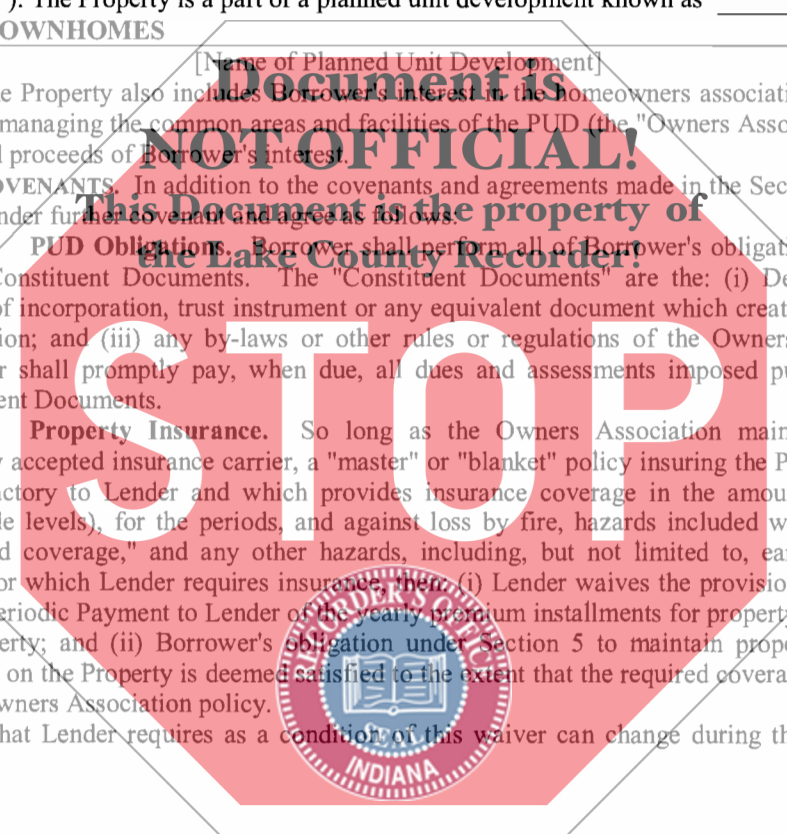 ). The Property is a part of a planned unit development known as
OWNHOMES
[Name of Planned Unit Development]
Document is
e Property also includes Borrower's interest in the homeowners associati
managing the common areas and facilities of the PUD (the "Owners Asso
NOT OFFICIAL!
l proceeds of Borrower's interest.
OVENANTS. In addition to the covenants and agreements made in the Sec
This Document is the property of
nder further covenant and agree as follows:
PUD Obligations. Borrower shall perform all of Borrower's obligati
the Lake County Recorder!
Constituent Documents. The "Constituent Documents" are the: (i) De
of incorporation, trust instrument or any equivalent document which creat
ion; and (iii) any by-laws or other rules or regulations of the Owners
r shall promptly pay, when due, all dues and assessments imposed pu
ent Documents.
STOP
Property Insurance. So long as the Owners Association main
y accepted insurance carrier, a "master" or "blanket" policy insuring the P
actory to Lender and which provides insurance coverage in the amou
le levels), for the periods, and against loss by fire, hazards included w
d coverage," and any other hazards, including, but not limited to, ea
or which Lender requires insurance, then: (i) Lender waives the provisio
eriodic Payment to Lender of the yearly premium installments for property
erty; and (ii) Borrower's obligation under Section 5 to maintain prope
on the Property is deemed satisfied to the extent that the required covera
wners Association policy.
hat Lender requires as a condition of this waiver can change during th
RECORDER'S OFFICE
SEAL
INDIANA